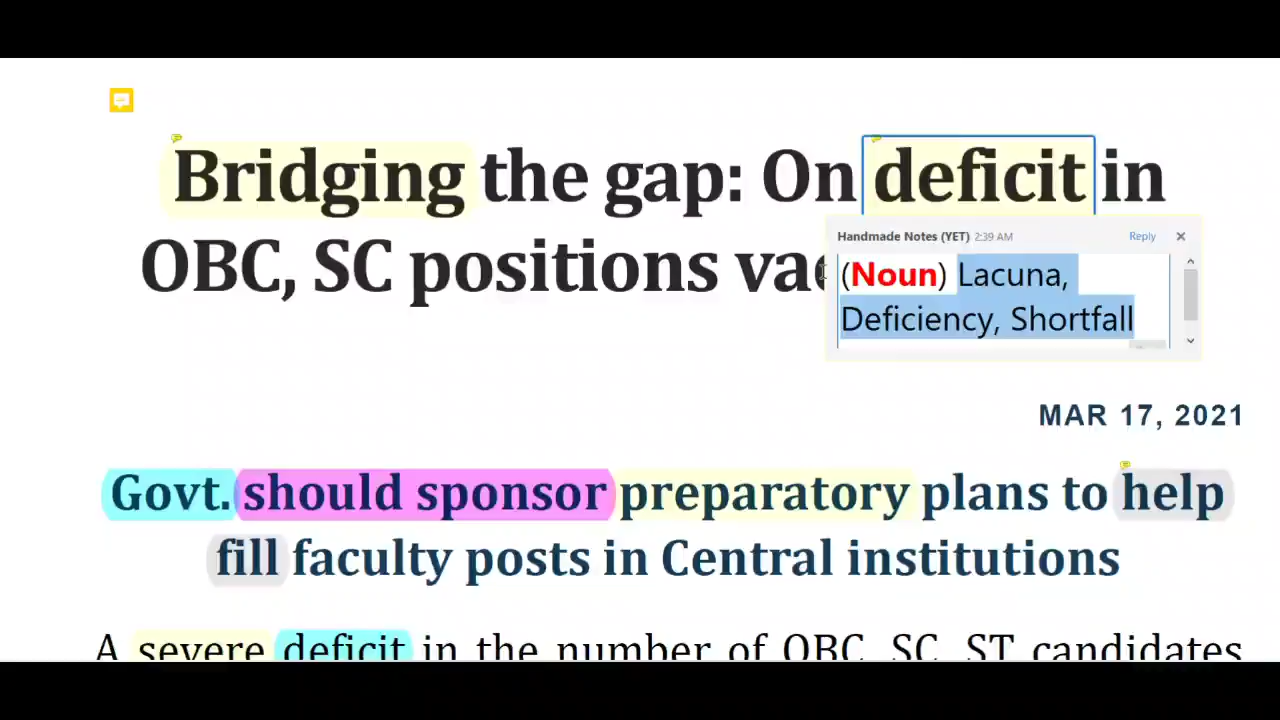 Bridging the gap: On deficit in
OBC, SC positions
Handmade Notes (YET) 2:39 AM Reply
(Noun) Lacuna,
Deficiency, Shortfall
MAR 17, 2021
Govt. should sponsor preparatory plans to help
fill faculty posts in Central institutions
A severe deficit in the number of OBC, SC, ST candidates